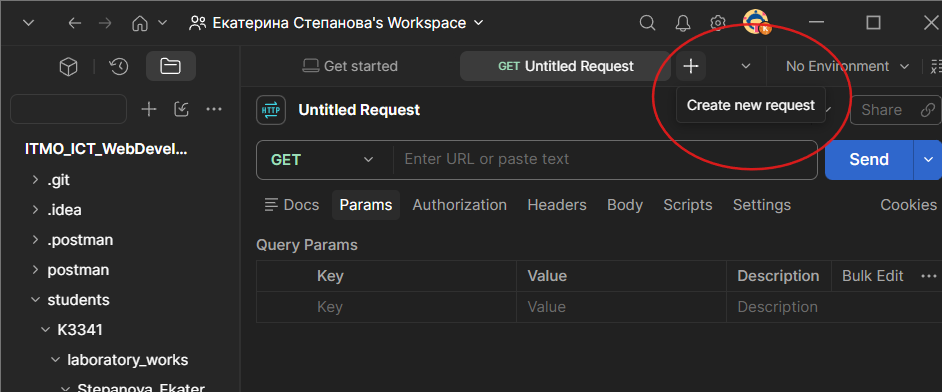 Екатерина Степанова's Workspace
Get started
GET Untitled Request
No Environment
HTTP
Untitled Request
Create new request
Share
GET
Enter URL or paste text
Send
Docs
Params
Authorization
Headers
Body
Scripts
Settings
Cookies
Query Params
Key
Value
Description
Bulk Edit
Key
Value
Description
ITMO_ICT_WebDevel...
.git
.idea
.postman
postman
students
K3341
laboratory_works
Stepanova_Ekater